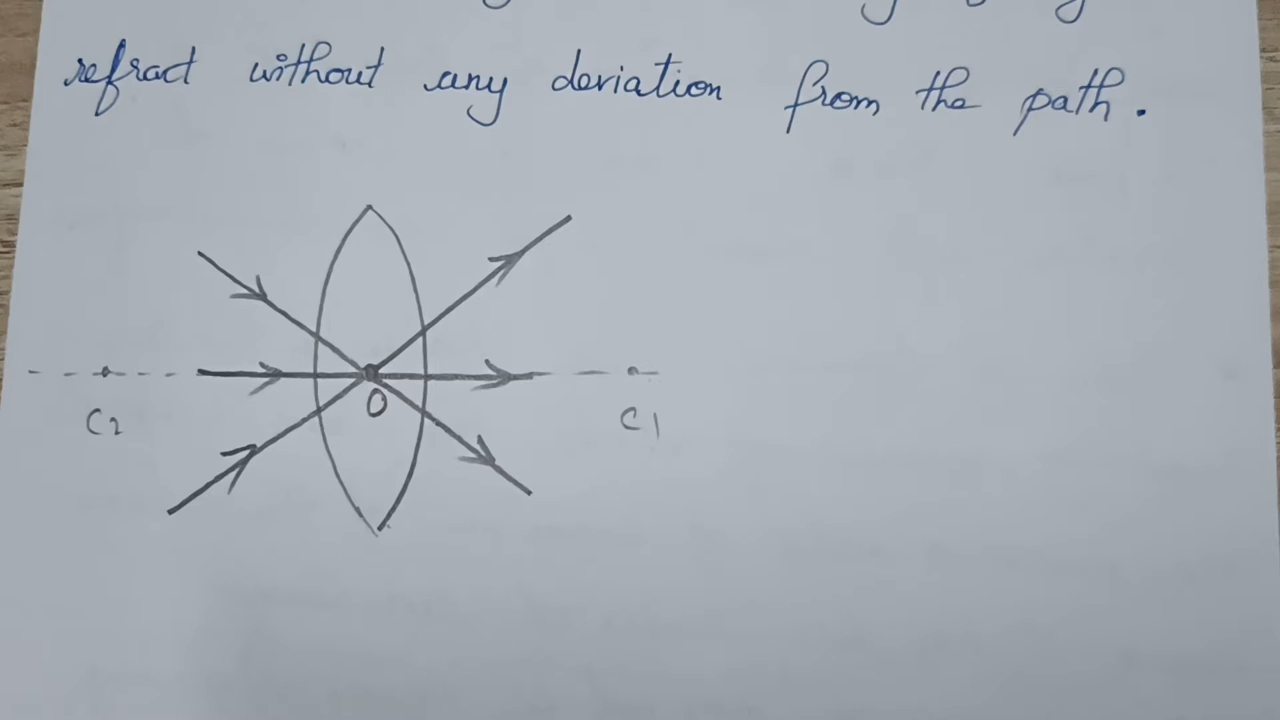 refract without any deviation from the path.
O
C2
C1